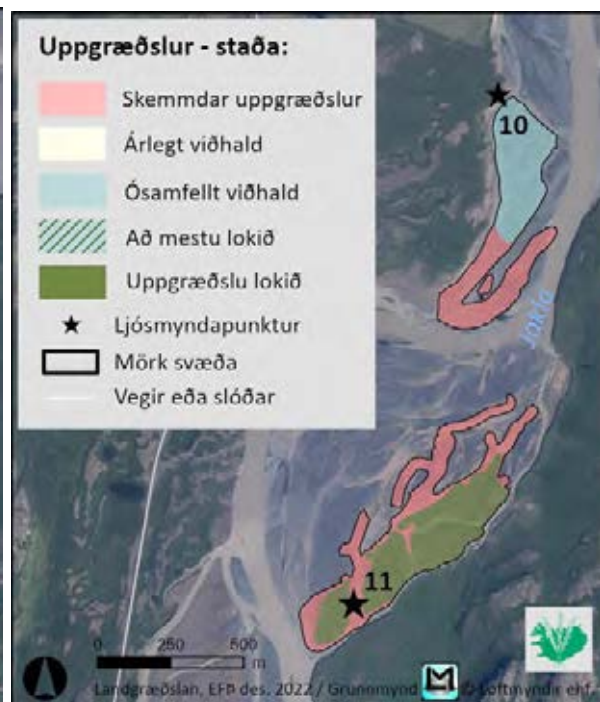 Uppgræðslur - staða:
Skemmdar uppgræðslur
Árlegt viðhald
Ósamfellt viðhald
Að mestu lokið
Uppgræðslu lokið
Ljósmyndapunktur
Mörk svæða
Vegir eða slóðar
10
Jökla
11
0 250 500
m
Landgræðslan, EFÞ des. 2022 / Grunnmynd M © Loftmyndir ehf.